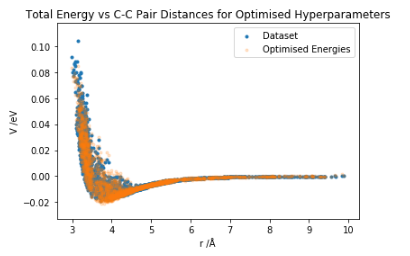 Total Energy vs C-C Pair Distances for Optimised Hyperparameters
Dataset
Optimised Energies
V /eV
0.10
0.08
0.06
0.04
0.02
0.00
−0.02
3 4 5 6 7 8 9 10
r /Å